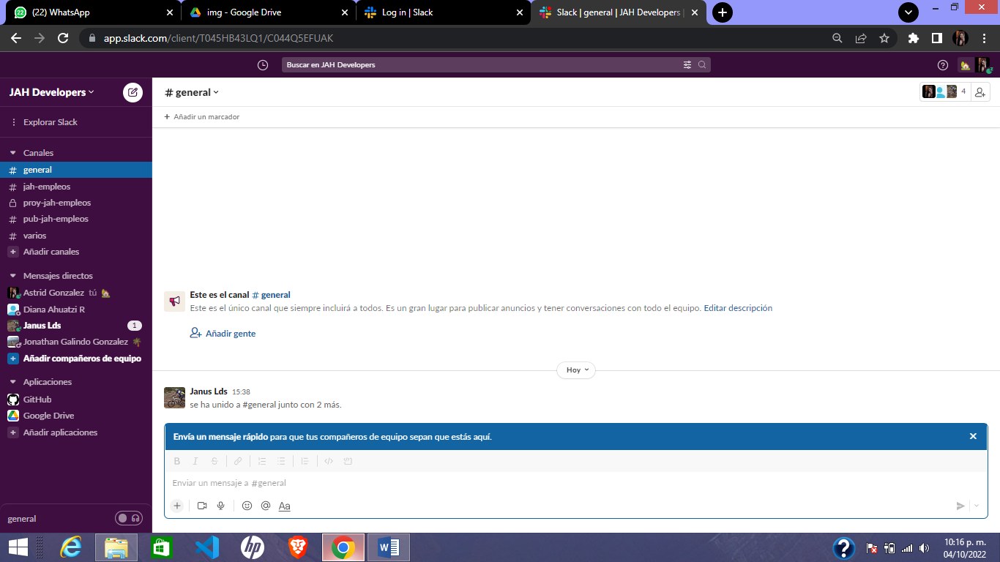 (22) WhatsApp
img - Google Drive
Log in | Slack
Slack | general | JAH Developers |
app.slack.com/client/T045HB43LQ1/C044Q5EFUAK
Buscar en JAH Developers
JAH Developers
# general
4
Explorar Slack
+ Añadir un marcador
Canales
# general
# jah-empleos
proy-jah-empleos
# pub-jah-empleos
# varios
+ Añadir canales
Mensajes directos
Astrid Gonzalez tú
Diana Ahuatzi R
Janus Lds 1
Jonathan Galindo Gonzalez
+ Añadir compañeros de equipo
Aplicaciones
GitHub
Google Drive
+ Añadir aplicaciones
general
Este es el canal # general
Este es el único canal que siempre incluirá a todos. Es un gran lugar para publicar anuncios y tener conversaciones con todo el equipo. Editar descripción
Añadir gente
Hoy
Janus Lds 15:38
se ha unido a #general junto con 2 más.
Envía un mensaje rápido para que tus compañeros de equipo sepan que estás aquí.
B I S
Enviar un mensaje a #general
+ @ Aa
10:16 p. m.
04/10/2022